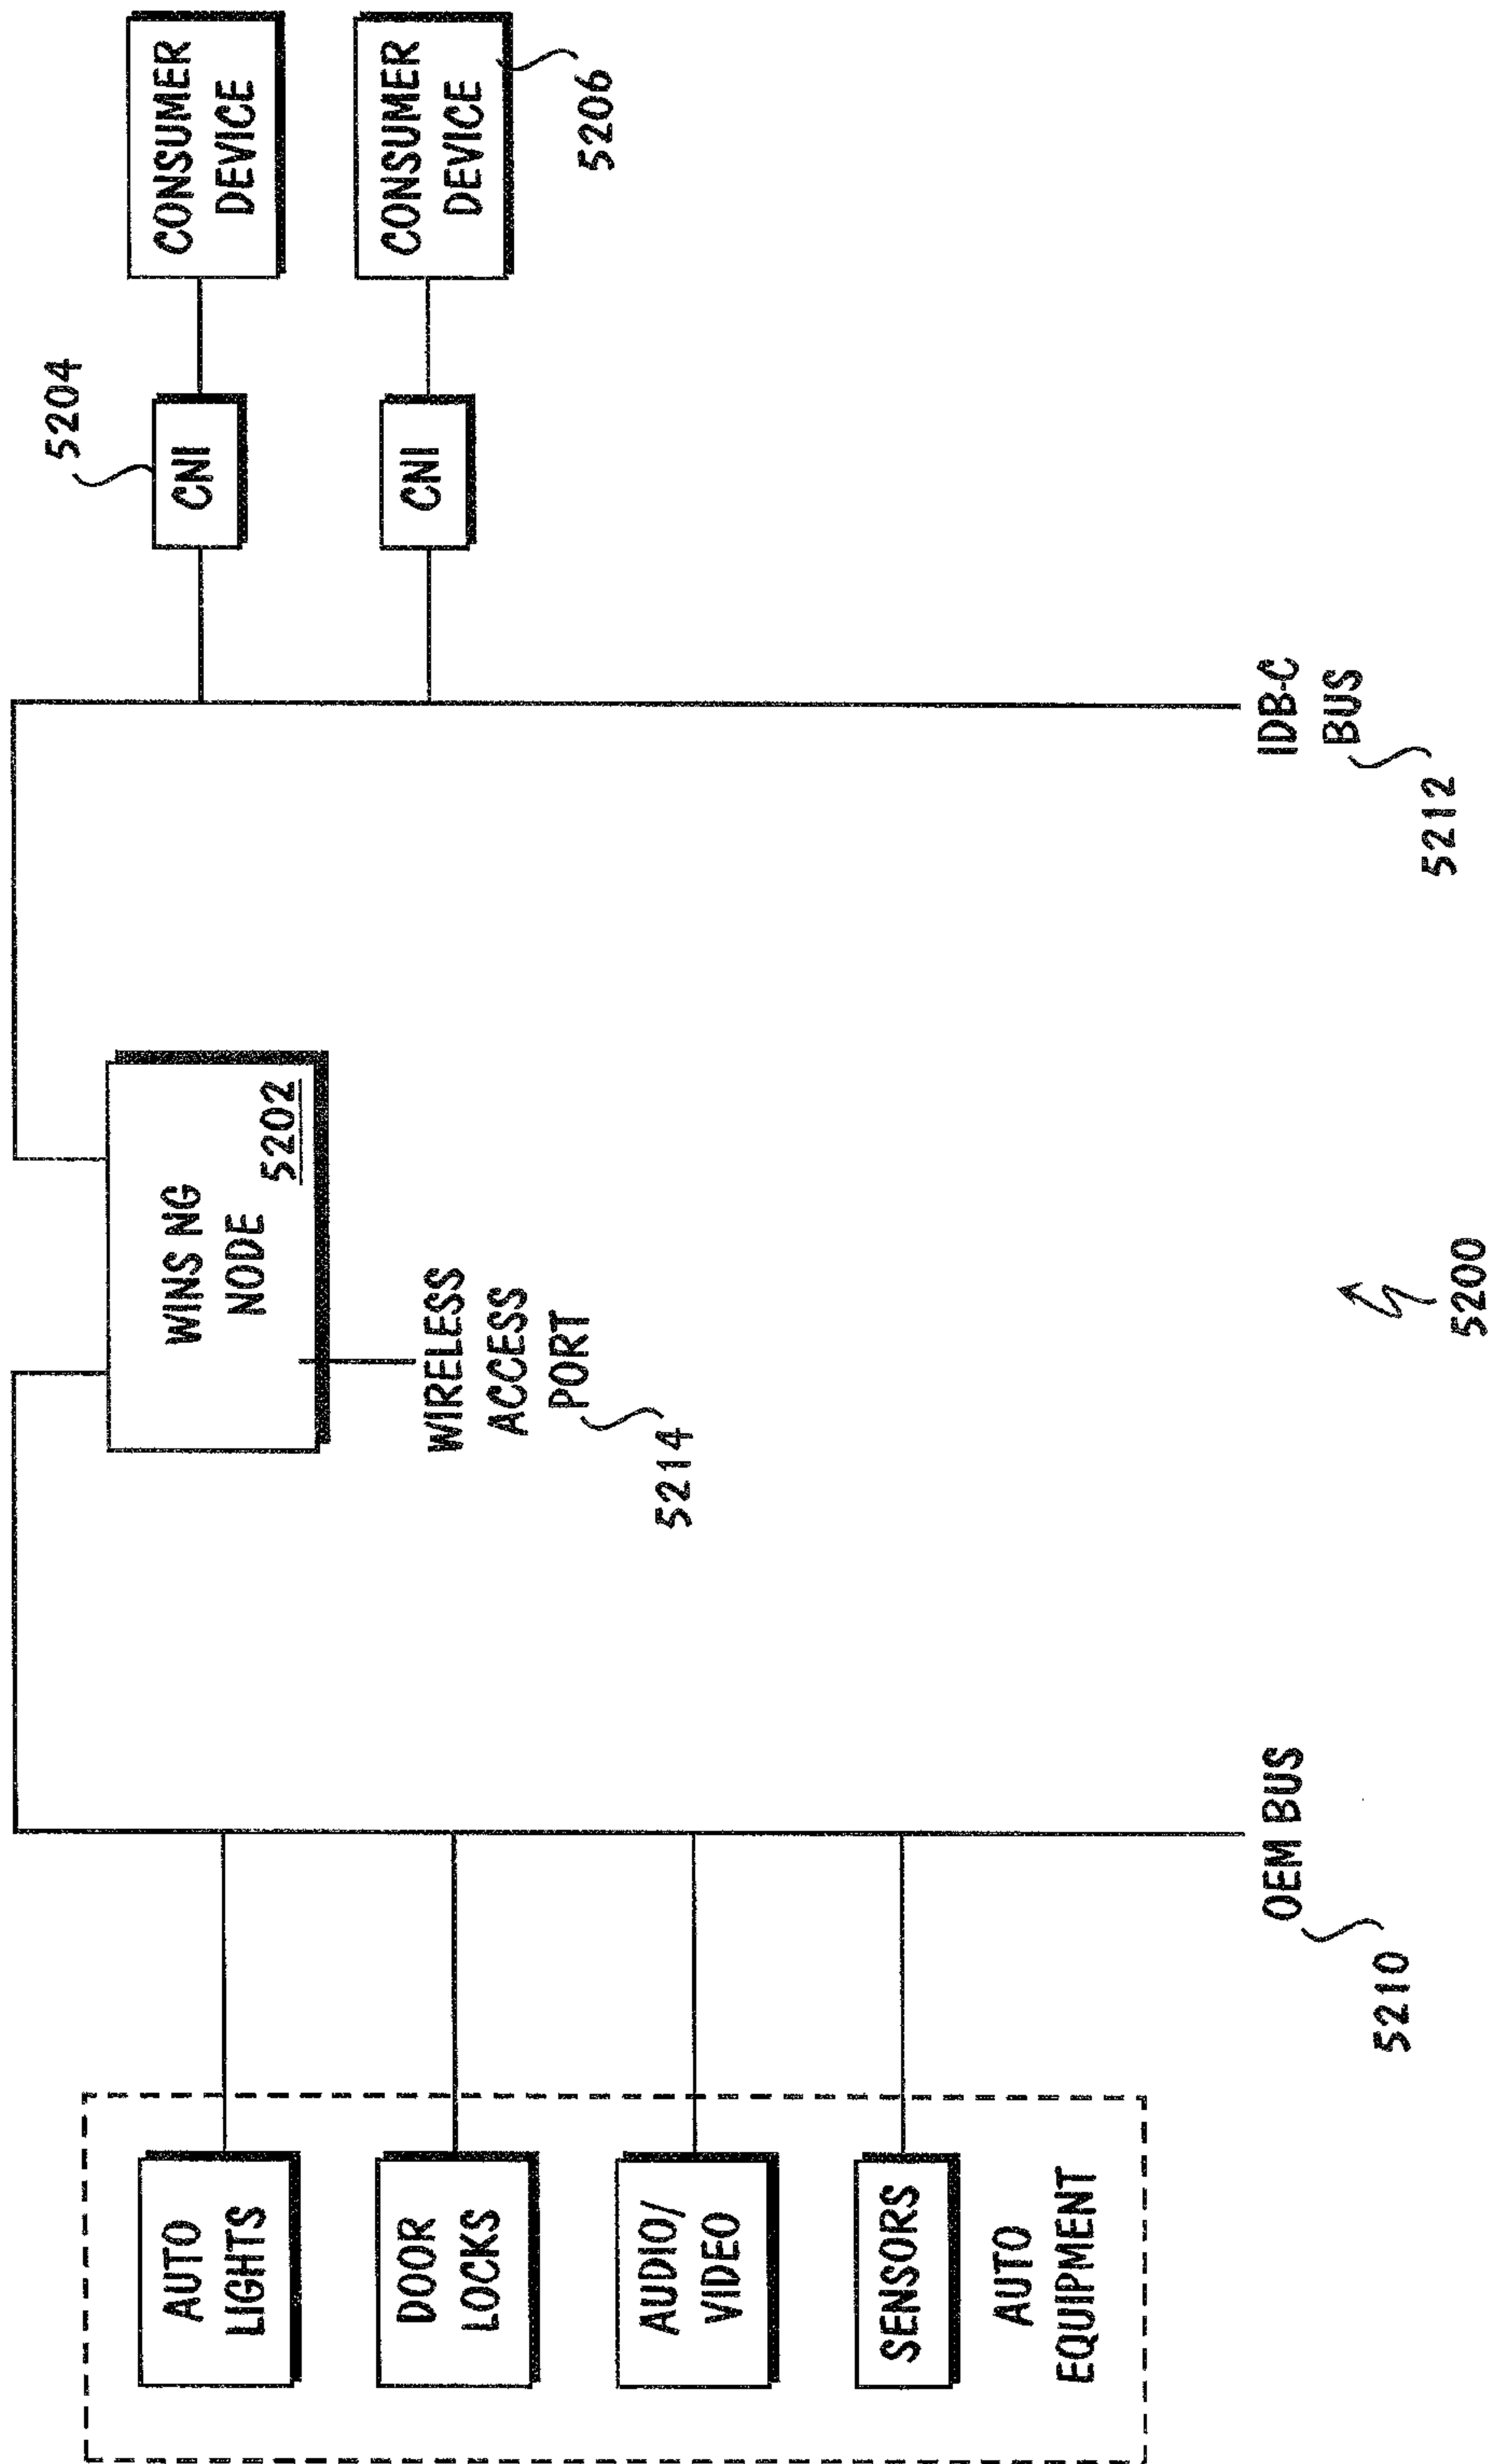 AUTO
LIGHTS
DOOR
LOCKS
AUDIO/
VIDEO
SENSORS
AUTO
EQUIPMENT
OEM BUS
5210
WINS NG
NODE
5202
WIRELESS
ACCESS
PORT
5214
5200
5204
CNI
CONSUMER
DEVICE
CNI
CONSUMER
DEVICE
5206
IDB-C
BUS
5212